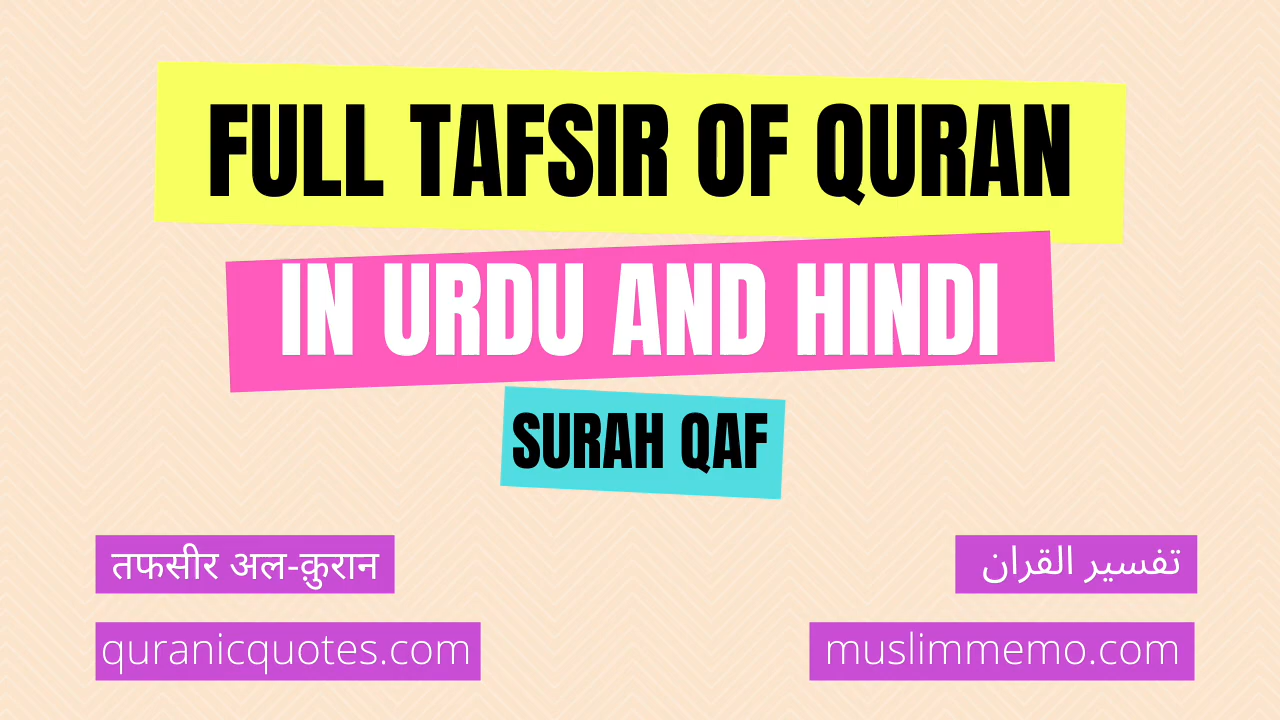 FULL TAFSIR OF QURAN
IN URDU AND HINDI
SURAH QAF
तफसीर अल-क़ुरान
تفسير القران
quranicquotes.com
muslimmemo.com